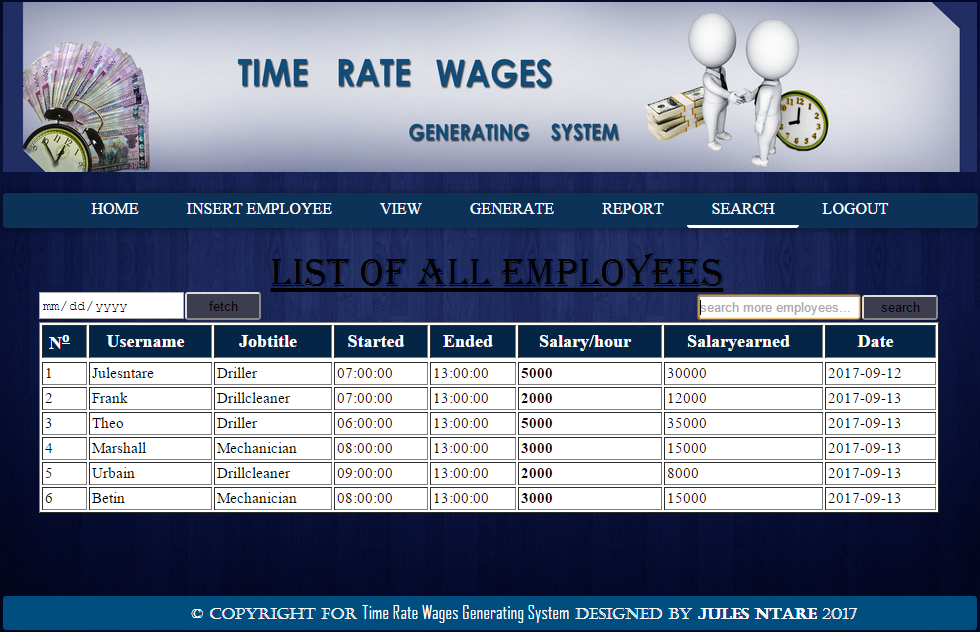 TIME RATE WAGES
GENERATING SYSTEM
HOME INSERT EMPLOYEE VIEW GENERATE REPORT SEARCH LOGOUT
LIST OF ALL EMPLOYEES
mm/dd/yyyy fetch search more employees... search
Nº Username Jobtitle Started Ended Salary/hour Salaryearned Date
1 Julesntare Driller 07:00:00 13:00:00 5000 30000 2017-09-12
2 Frank Drillcleaner 07:00:00 13:00:00 2000 12000 2017-09-13
3 Theo Driller 06:00:00 13:00:00 5000 35000 2017-09-13
4 Marshall Mechanician 08:00:00 13:00:00 3000 15000 2017-09-13
5 Urbain Drillcleaner 09:00:00 13:00:00 2000 8000 2017-09-13
6 Betin Mechanician 08:00:00 13:00:00 3000 15000 2017-09-13
© COPYRIGHT FOR Time Rate Wages Generating System DESIGNED BY JULES NTARE 2017